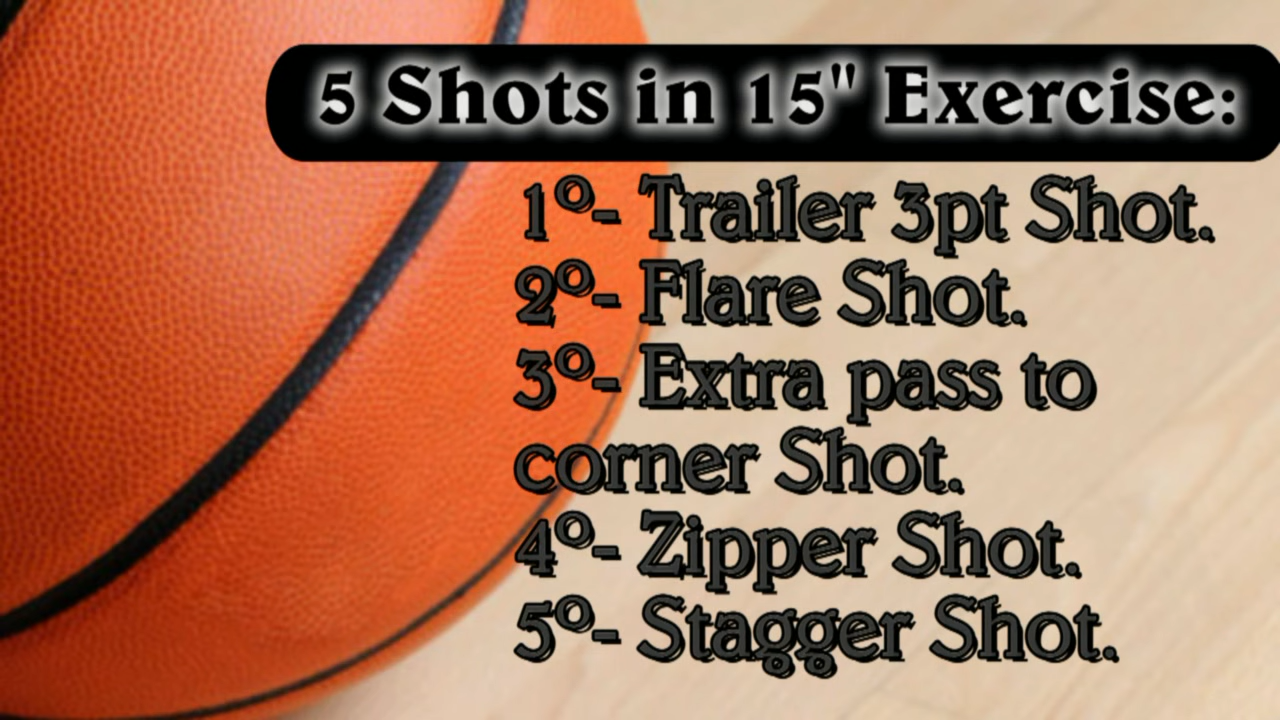 5 Shots in 15" Exercise:
1º- Trailer 3pt Shot.
2º- Flare Shot.
3º- Extra pass to
corner Shot.
4º- Zipper Shot.
5º- Stagger Shot.